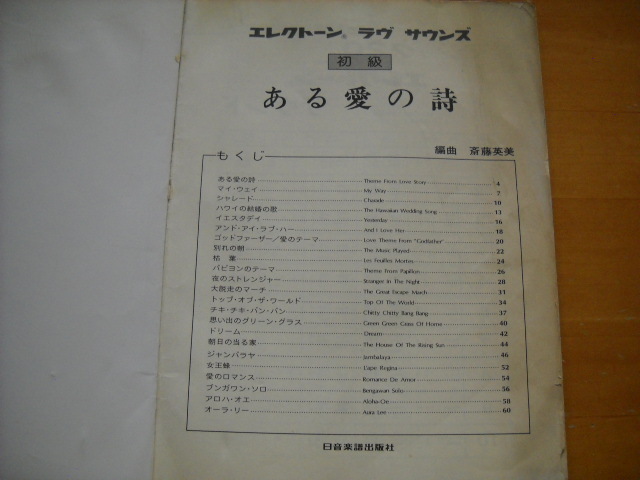 エレクトーン® ラヴ サウンズ
初級
ある愛の詩
編曲 斎藤英美
もくじ
ある愛の詩 Theme From Love Story 4
マイ・ウェイ My Way 7
シャレード Charade 10
ハワイの結婚の歌 The Hawaiian Wedding Song 13
イエスタデイ Yesterday 16
アンド・アイ・ラブ・ハー And I Love Her 18
ゴッドファーザー/愛のテーマ Love Theme From "Godfather" 20
別れの朝 The Music Played 22
枯葉 Les Feuilles Mortes 24
パピヨンのテーマ Theme From Papillon 26
夜のストレンジャー Stranger In The Night 28
大脱走のマーチ The Great Escape March 31
トップ・オブ・ザ・ワールド Top Of The World 34
チキ・チキ・バン・バン Chitty Chitty Bang Bang 37
思い出のグリーン・グラス Green Green Grass Of Home 40
ドリーム Dream 42
朝日の当る家 The House Of The Rising Sun 44
ジャンバラヤ Jambalaya 46
女王蜂 L'ape Regina 52
愛のロマンス Romance De Amor 54
ブンガワン・ソロ Bengawan Solo 56
アロハ・オエ Aloha-Oe 58
オーラ・リー Aura Lee 60
日音楽譜出版社